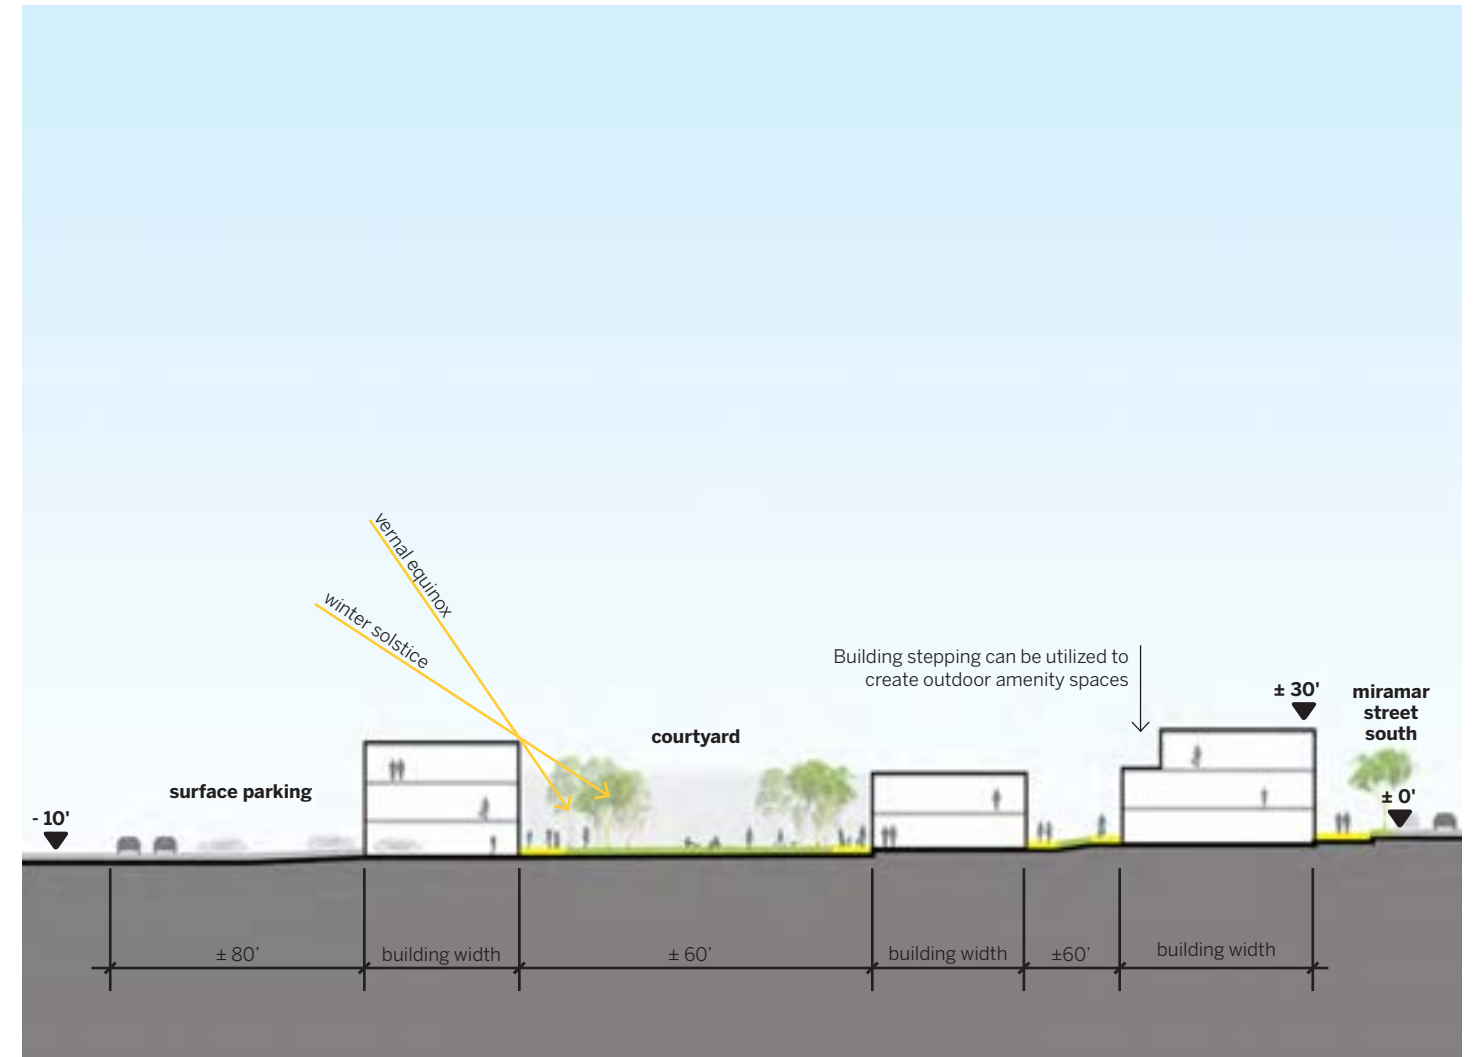 vernal equinox
winter solstice
Building stepping can be utilized to
create outdoor amenity spaces
± 30'
miramar
street
south
courtyard
surface parking
± 0'
- 10'
± 80’
building width
± 60’
building width
±60’
building width